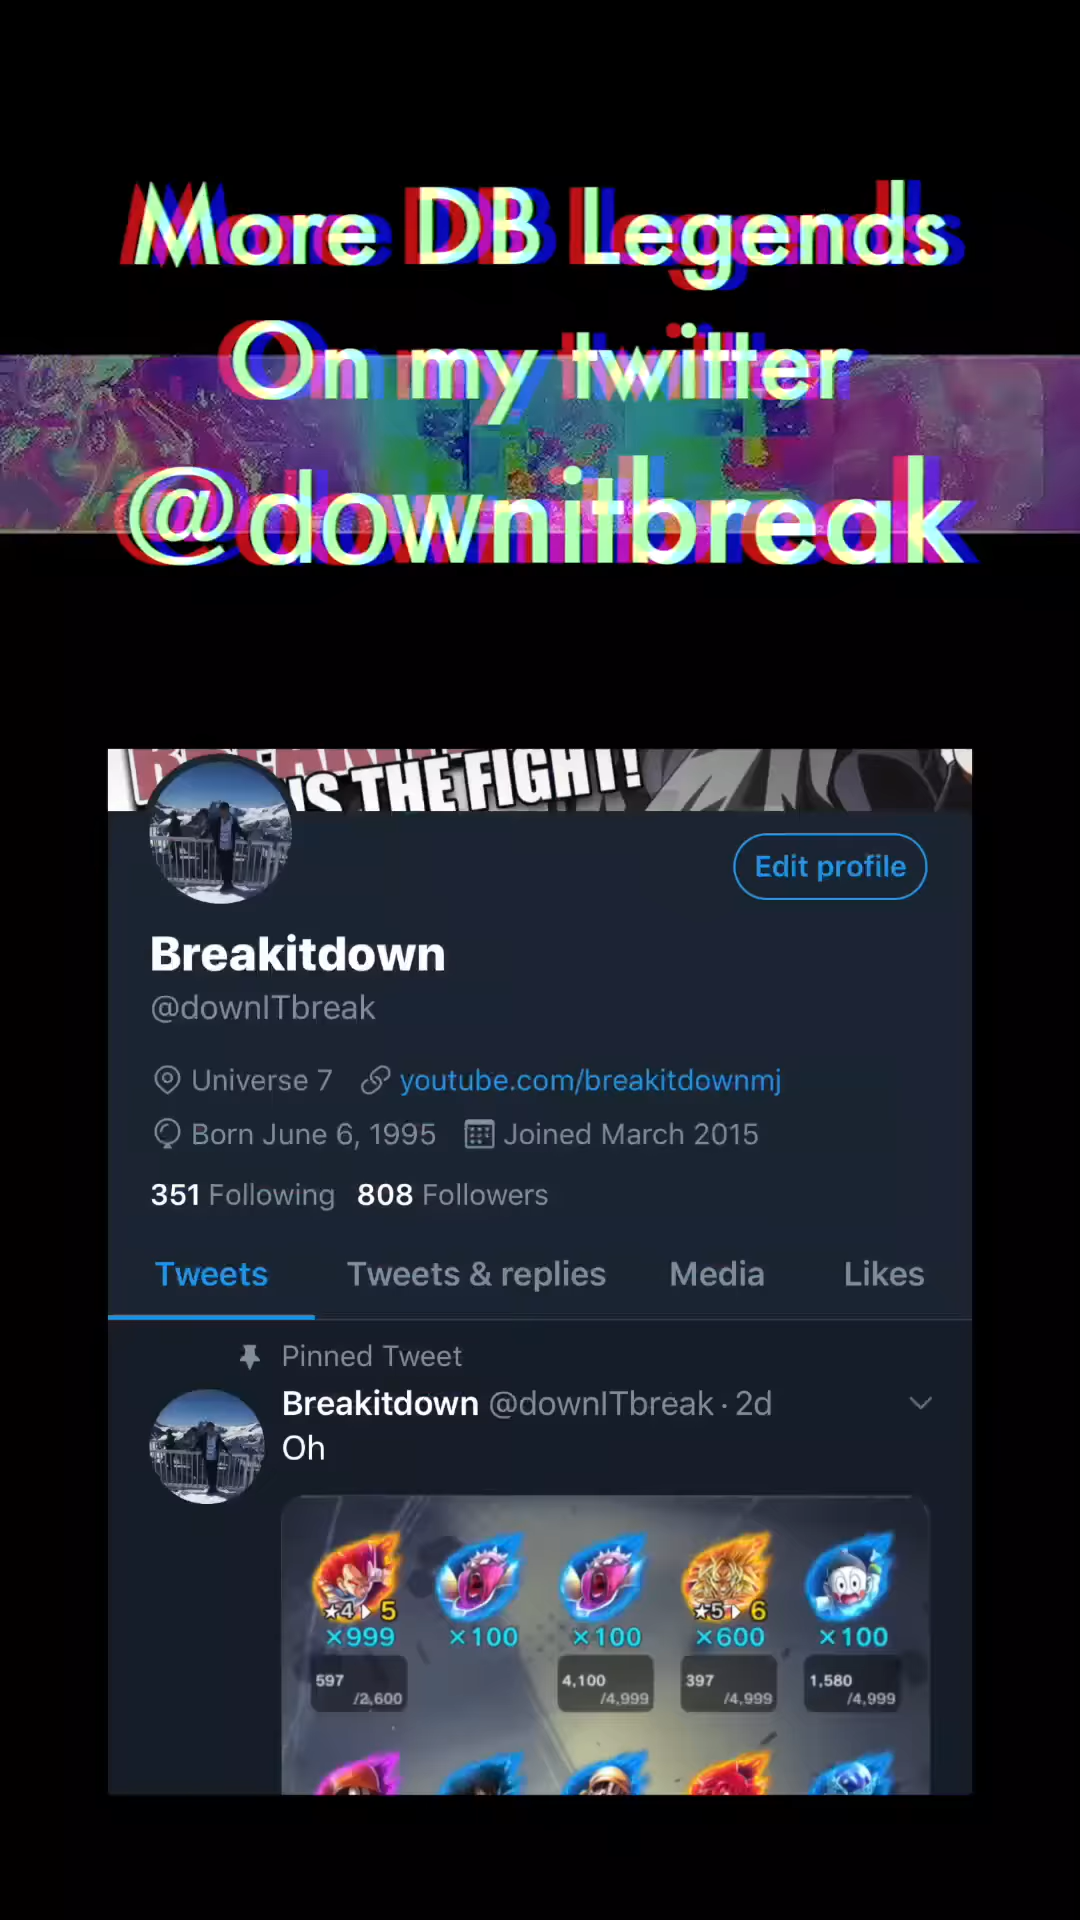 More DB Legends
On my twitter
@downitbreak
IS THE FIGHT!
Edit profile
Breakitdown
@downITbreak
Universe 7 youtube.com/breakitdownmj
Born June 6, 1995 Joined March 2015
351 Following 808 Followers
Tweets Tweets & replies Media Likes
Pinned Tweet
Breakitdown @downITbreak · 2d
Oh
★4 5 ★5 6
×999 ×100 ×100 ×600 ×100
597 4,100 397 1,580
/2,600 /4,999 /4,999 /4,999